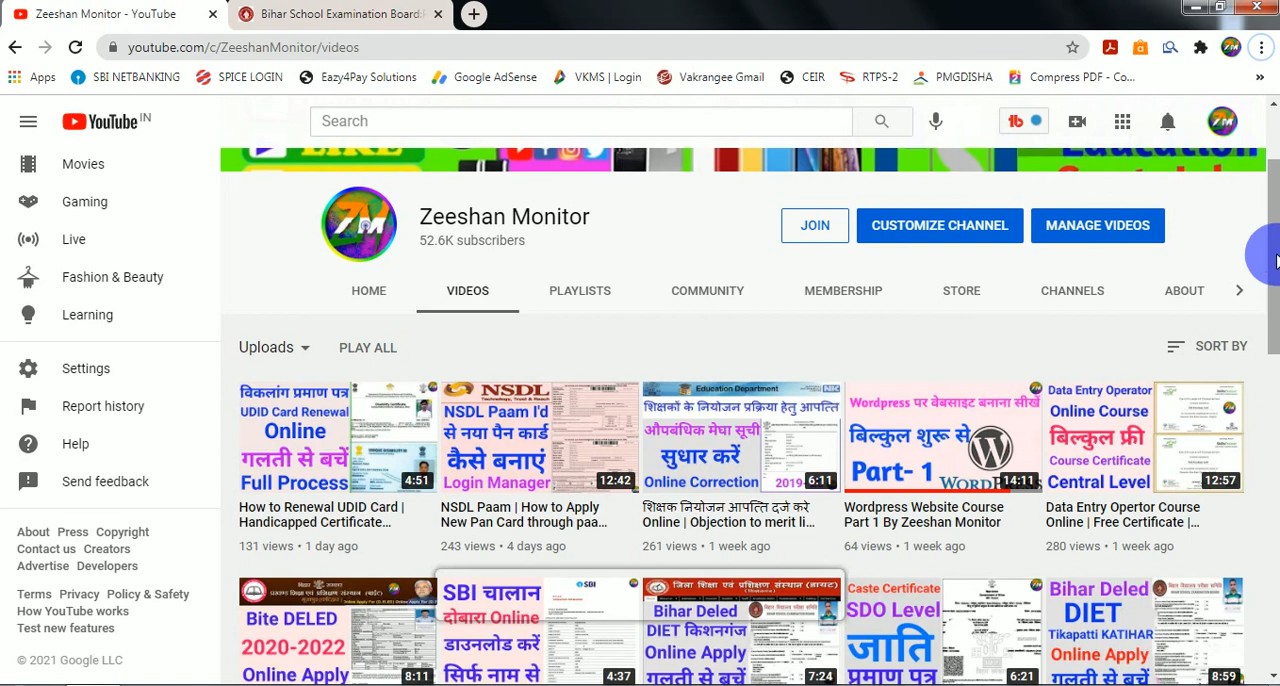 Zeeshan Monitor - YouTube
Bihar School Examination Board:
youtube.com/c/ZeeshanMonitor/videos
Apps
SBI NETBANKING
SPICE LOGIN
Eazy4Pay Solutions
Google AdSense
VKMS | Login
Vakrangee Gmail
CEIR
RTPS-2
PMGDISHA
Compress PDF - Co...
YouTube IN
Search
Movies
Gaming
Live
Fashion & Beauty
Learning
Settings
Report history
Help
Send feedback
About Press Copyright
Contact us Creators
Advertise Developers
Terms Privacy Policy & Safety
How YouTube works
Test new features
© 2021 Google LLC
LIKE
ZM
Zeeshan Monitor
52.6K subscribers
JOIN
CUSTOMIZE CHANNEL
MANAGE VIDEOS
HOME
VIDEOS
PLAYLISTS
COMMUNITY
MEMBERSHIP
STORE
CHANNELS
ABOUT
Uploads
PLAY ALL
SORT BY
विकलांग प्रमाण पत्र
UDID Card Renewal
Online
गलती से बचें
Full Process
4:51
How to Renewal UDID Card |
Handicapped Certificate...
131 views • 1 day ago
NSDL
NSDL Paam I'd
से नया पेन कार्ड
कैसे बनाएं
Login Manager
12:42
NSDL Paam | How to Apply
New Pan Card through paa...
243 views • 4 days ago
Education Department
NIC
शिक्षकों के नियोजन प्रक्रिया हेतु आपत्ति
औपबंधिक मेघा सूची
सुधार करें
Online Correction
2019
6:11
शिक्षक नियोजन आपत्ति दर्ज करे
Online | Objection to merit li...
261 views • 1 week ago
Wordpress पर वेबसाइट बनाना सीखें
बिल्कुल शुरू से
Part- 1
14:11
Wordpress Website Course
Part 1 By Zeeshan Monitor
64 views • 1 week ago
Data Entry Operator
Online Course
बिल्कुल फ्री
Course Certificate
Central Level
12:57
Data Entry Opertor Course
Online | Free Certificate |...
280 views • 1 week ago
Bite DELED
2020-2022
Online Apply
8:11
SBI
SBI चालान
दोबारा Online
डाउनलोड करें
सिर्फ नाम से
4:37
जिला शिक्षा एवं प्रशिक्षण संस्थान (डायट)
Bihar Deled
DIET किशनगंज
Online Apply
गलती से बचें
7:24
Caste Certificate
SDO Level
जाति
प्रमाण पत्र
6:21
Bihar Deled
DIET
Tikapatti KATIHAR
Online Apply
गलती से बचें
8:59